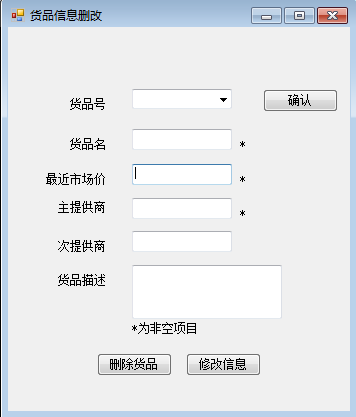 货品信息删改
货品号 确认
货品名 *
最近市场价 *
主提供商 *
次提供商
货品描述
*为非空项目
删除货品 修改信息